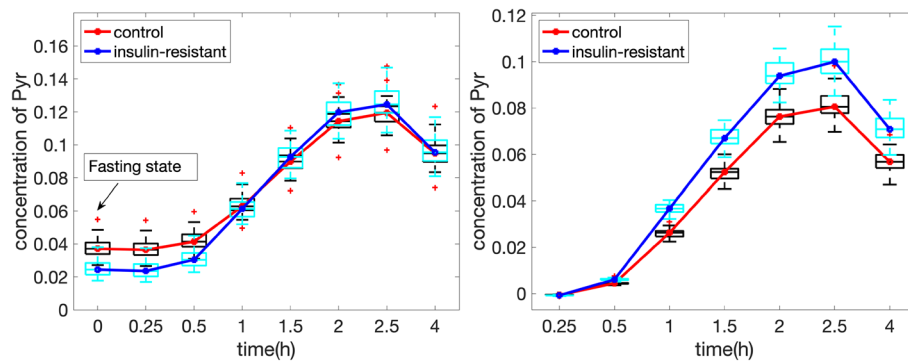 control
insulin-resistant
0.16
0.14
0.12
0.1
0.08
0.06
0.04
0.02
0
concentration of Pyr
Fasting state
0 0.25 0.5 1 1.5 2 2.5 4
time(h)
control
insulin-resistant
0.12
0.1
0.08
0.06
0.04
0.02
0
concentration of Pyr
0.25 0.5 1 1.5 2 2.5 4
time(h)